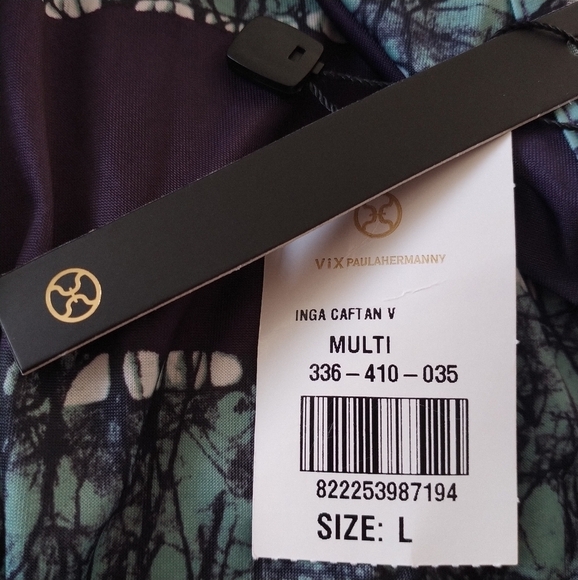 ViX PAULAHERMANNY
INGA CAFTAN V
MULTI
336-410-035
822253987194
SIZE: L